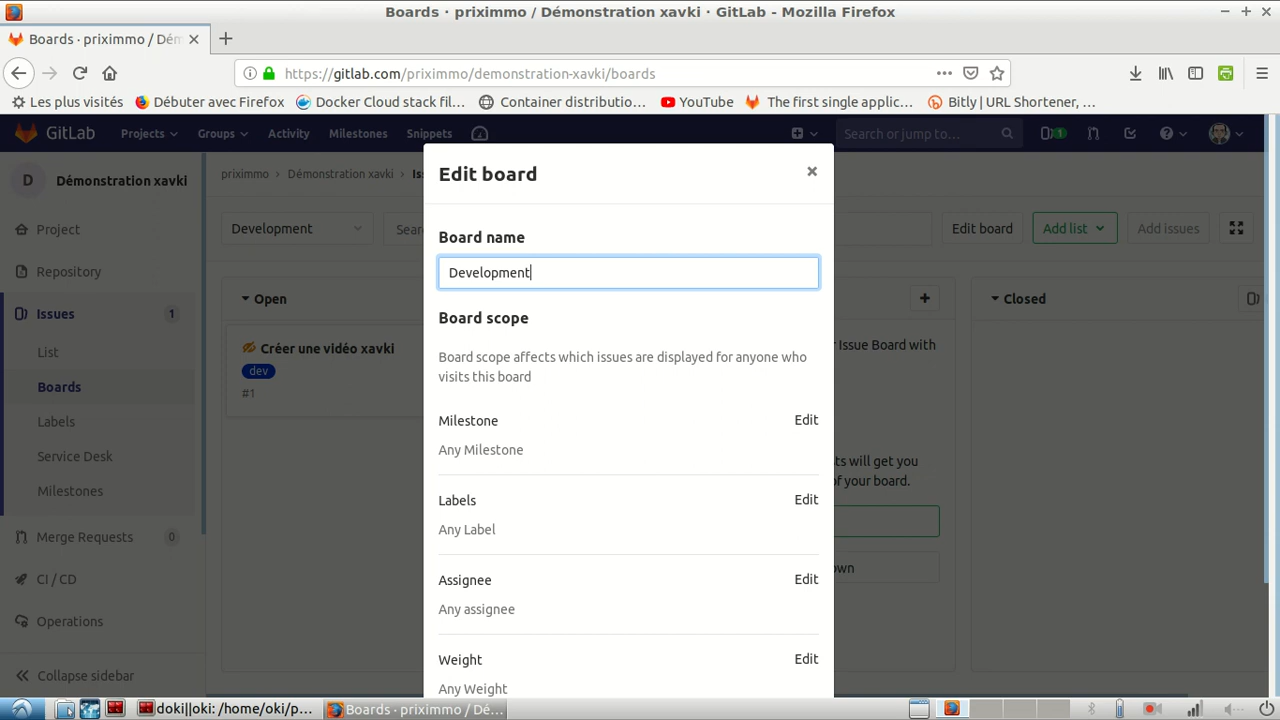 Boards · priximmo / Démonstration xavki · GitLab - Mozilla Firefox
Boards · priximmo / Dém
https://gitlab.com/priximmo/demonstration-xavki/boards
Les plus visités
Débuter avec Firefox
Docker Cloud stack fil...
Container distributio...
YouTube
The first single applic...
Bitly | URL Shortener, ...
GitLab
Projects
Groups
Activity
Milestones
Snippets
Search or jump to...
1
D
Démonstration xavki
Project
Repository
Issues
1
List
Boards
Labels
Service Desk
Milestones
Merge Requests
0
CI / CD
Operations
Collapse sidebar
priximmo
Démonstration xavki
Development
Edit board
Add list
Add issues
Open
Créer une vidéo xavki
dev
#1
Issue Board with
ts will get you
of your board.
Closed
Edit board
×
Board name
Development
Board scope
Board scope affects which issues are displayed for anyone who
visits this board
Milestone
Edit
Any Milestone
Labels
Edit
Any Label
Assignee
Edit
Any assignee
Weight
Edit
Any Weight
doki||oki: /home/oki/p...
Boards · priximmo / Dé...